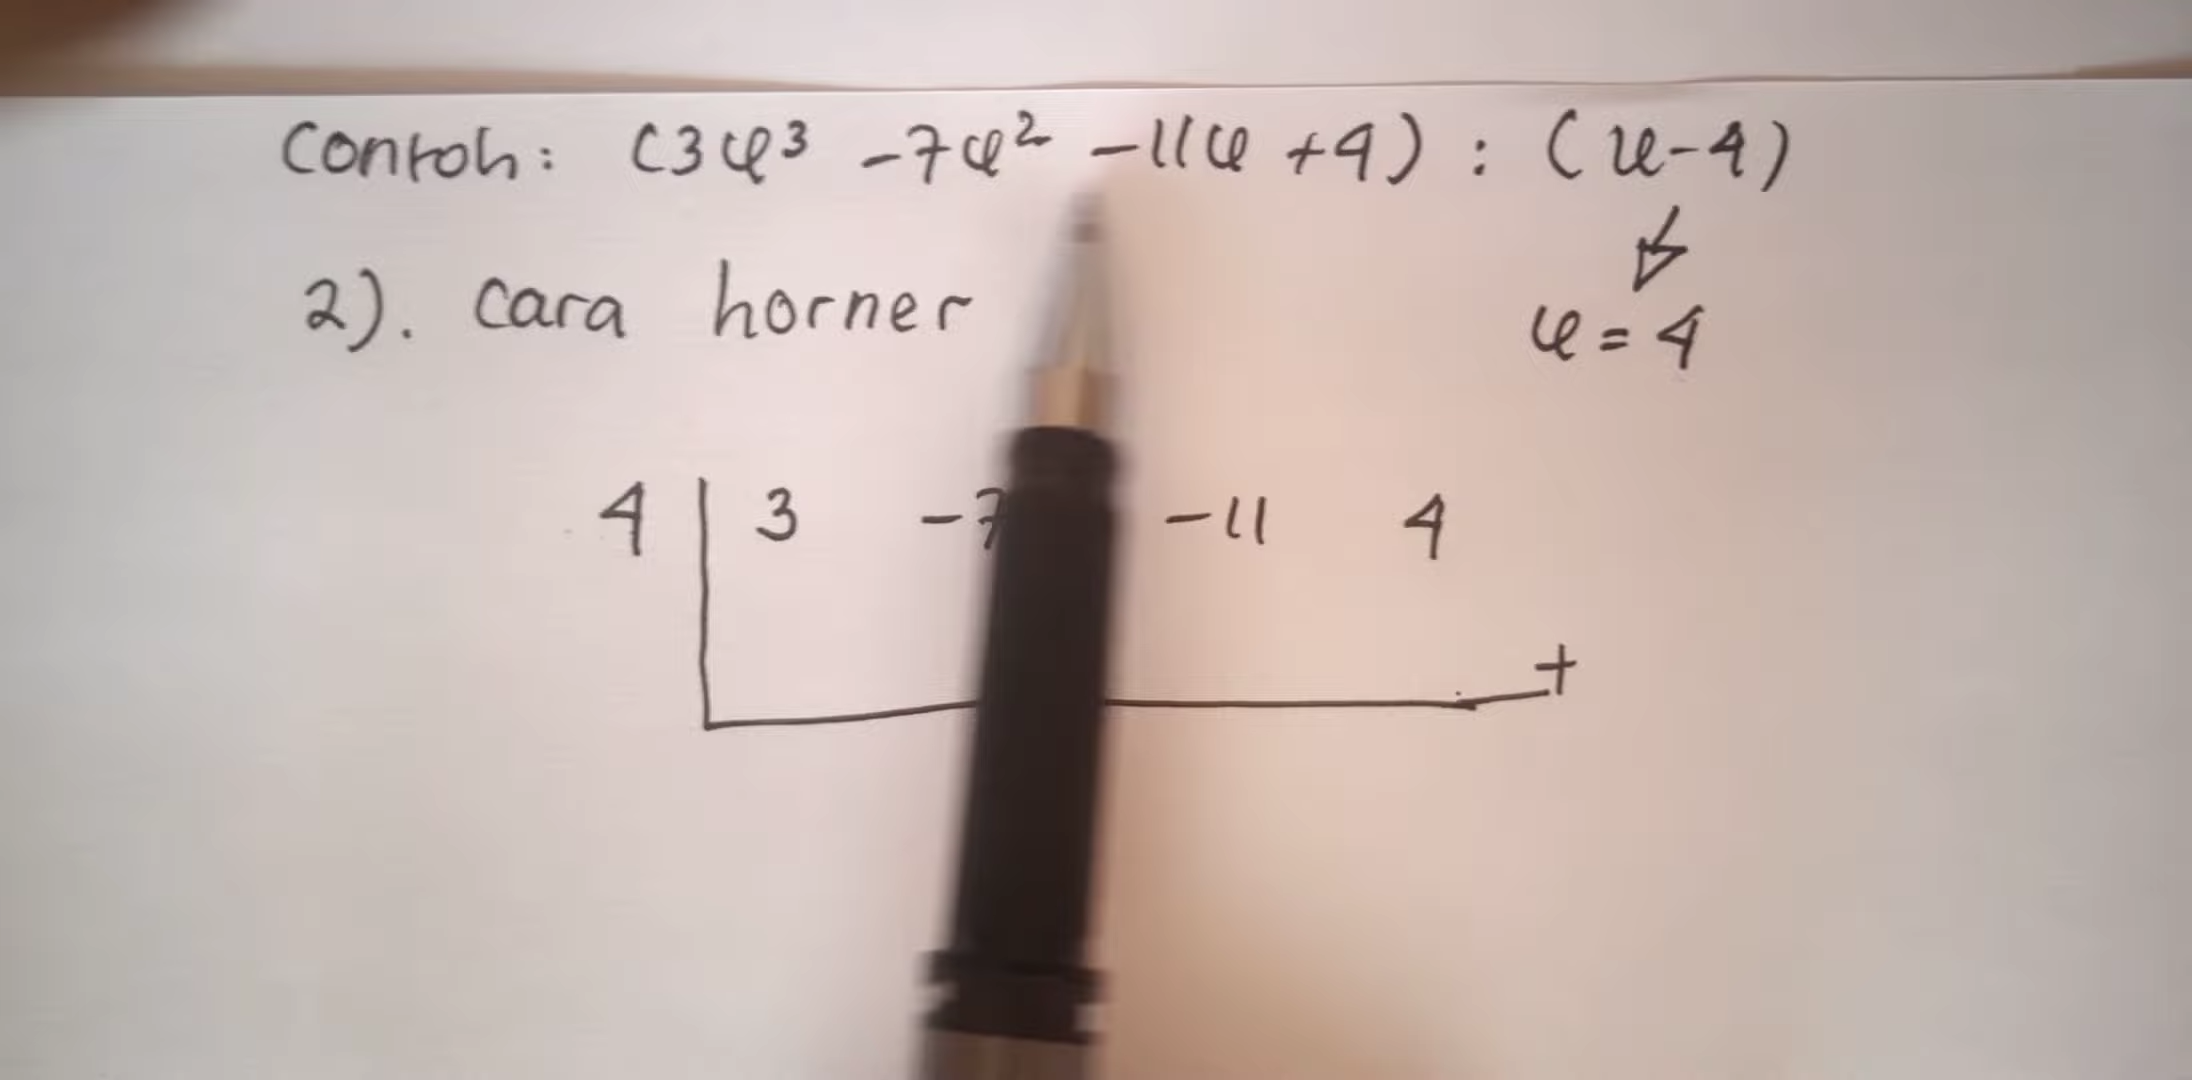 Contoh: (3x³ -7x² -11x +4) : (x-4)
2). cara horner
x = 4
4 | 3 -7 -11 4
+